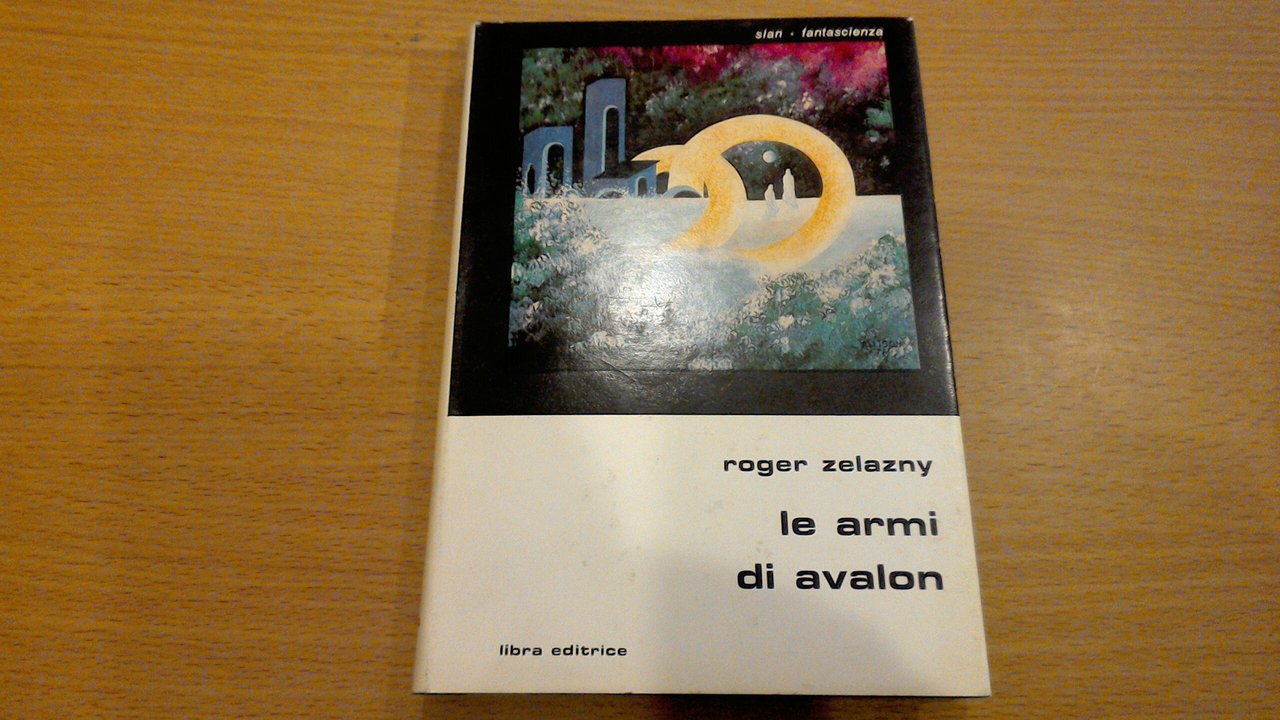 slan • fantascienza
roger zelazny
le armi
di avalon
libra editrice